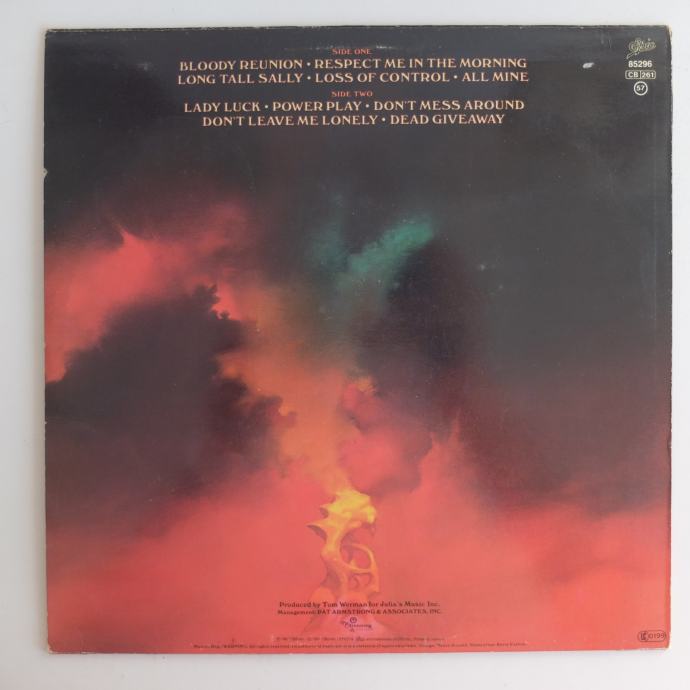 SIDE ONE
BLOODY REUNION • RESPECT ME IN THE MORNING
LONG TALL SALLY • LOSS OF CONTROL • ALL MINE
SIDE TWO
LADY LUCK • POWER PLAY • DON'T MESS AROUND
DON'T LEAVE ME LONELY • DEAD GIVEAWAY
Epic
85296
CB 261
57
Produced by Tom Werman for Julia's Music Inc.
Management: PAT ARMSTRONG & ASSOCIATES, INC.
0199